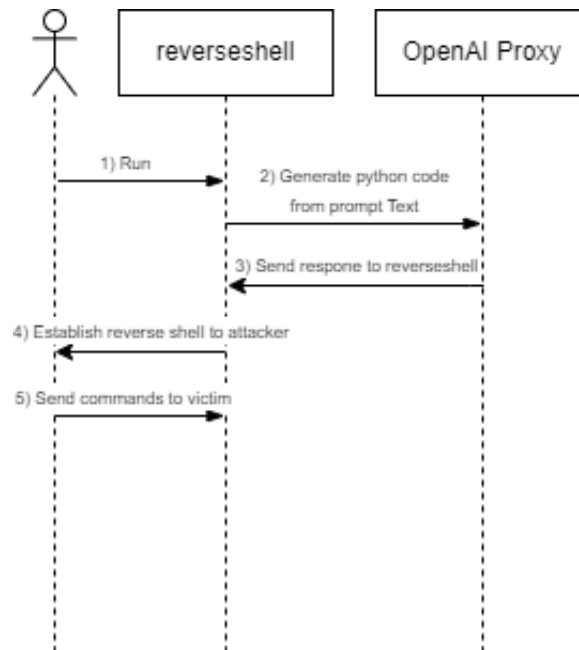 reverseshell
OpenAI Proxy
1) Run
2) Generate python code
from prompt Text
3) Send respone to reverseshell
4) Establish reverse shell to attacker
5) Send commands to victim